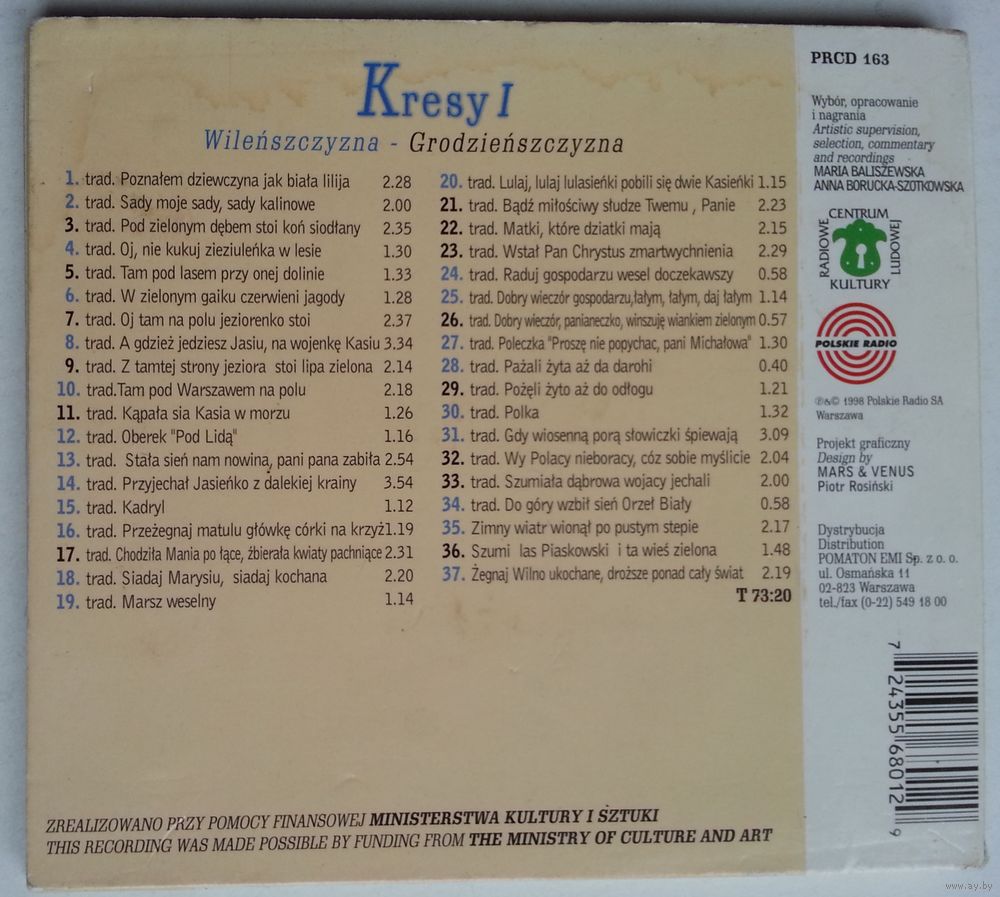 Kresy I
Wileńszczyzna - Grodzieńszczyzna
1. trad. Poznałem dziewczyna jak biała lilija 2.28
2. trad. Sady moje sady, sady kalinowe 2.00
3. trad. Pod zielonym dębem stoi koń siodłany 2.35
4. trad. Oj, nie kukuj zieziuleńka w lesie 1.30
5. trad. Tam pod lasem przy onej dolinie 1.33
6. trad. W zielonym gaiku czerwieni jagody 1.28
7. trad. Oj tam na polu jeziorenko stoi 2.37
8. trad. A gdzież jedziesz Jasiu, na wojenkę Kasiu 3.34
9. trad. Z tamtej strony jeziora stoi lipa zielona 2.14
10. trad.Tam pod Warszawem na polu 2.18
11. trad. Kąpała sia Kasia w morzu 1.26
12. trad. Oberek "Pod Lidą" 1.16
13. trad. Stała sień nam nowina, pani pana zabiła 2.54
14. trad. Przyjechał Jasieńko z dalekiej krainy 3.54
15. trad. Kadryl 1.12
16. trad. Przeżegnaj matulu główkę córki na krzyż1.19
17. trad. Chodziła Mania po łące, źbierała kwiaty pachniące 2.31
18. trad. Siadaj Marysiu, siadaj kochana 2.20
19. trad. Marsz weselny 1.14
20. trad. Lulaj, lulaj lulasieńki pobili się dwie Kasieńki 1.15
21. trad. Bądź miłościwy słudze Twemu , Panie 2.23
22. trad. Matki, które dziatki mają 2.15
23. trad. Wstał Pan Chrystus zmartwychnienia 2.29
24. trad. Raduj gospodarzu wesel doczekawszy 0.58
25. trad. Dobry wieczór gospodarzu,łałym, łałym, daj łałym 1.14
26. trad. Dobry wieczór, panianeczko, winszuję wiankiem zielonym 0.57
27. trad. Poleczka "Proszę nie popychac, pani Michałowa" 1.30
28. trad. Pażali żyta aż da darohi 0.40
29. trad. Pożęli żyto aż do odłogu 1.21
30. trad. Polka 1.32
31. trad. Gdy wiosenną porą słowiczki śpiewają 3.09
32. trad. Wy Polacy nieboracy, cóz sobie myślicie 2.04
33. trad. Szumiała dąbrowa wojacy jechali 2.00
34. trad. Do góry wzbił sień Orzeł Biały 0.58
35. Zimny wiatr wionął po pustym stepie 2.17
36. Szumi las Piaskowski i ta wieś zielona 1.48
37. Żegnaj Wilno ukochane, droższe ponad cały świat 2.19
T 73:20
ZREALIZOWANO PRZY POMOCY FINANSOWEJ MINISTERSTWA KULTURY I SZTUKI
THIS RECORDING WAS MADE POSSIBLE BY FUNDING FROM THE MINISTRY OF CULTURE AND ART
PRCD 163
Wybór, opracowanie
i nagrania
Artistic supervision,
selection, commentary
and recordings
MARIA BALISZEWSKA
ANNA BORUCKA-SZOTKOWSKA
RADIOWE
CENTRUM
KULTURY
LUDOWEJ
POLSKIE RADIO
℗&© 1998 Polskie Radio SA
Warszawa
Projekt graficzny
Design by
MARS & VENUS
Piotr Rosiński
Dystrybucja
Distribution
POMATON EMI Sp. z o. o.
ul. Osmańska 11
02-823 Warszawa
tel./fax (0-22) 549 18 00
7 24355 68012 9
www.ay.by